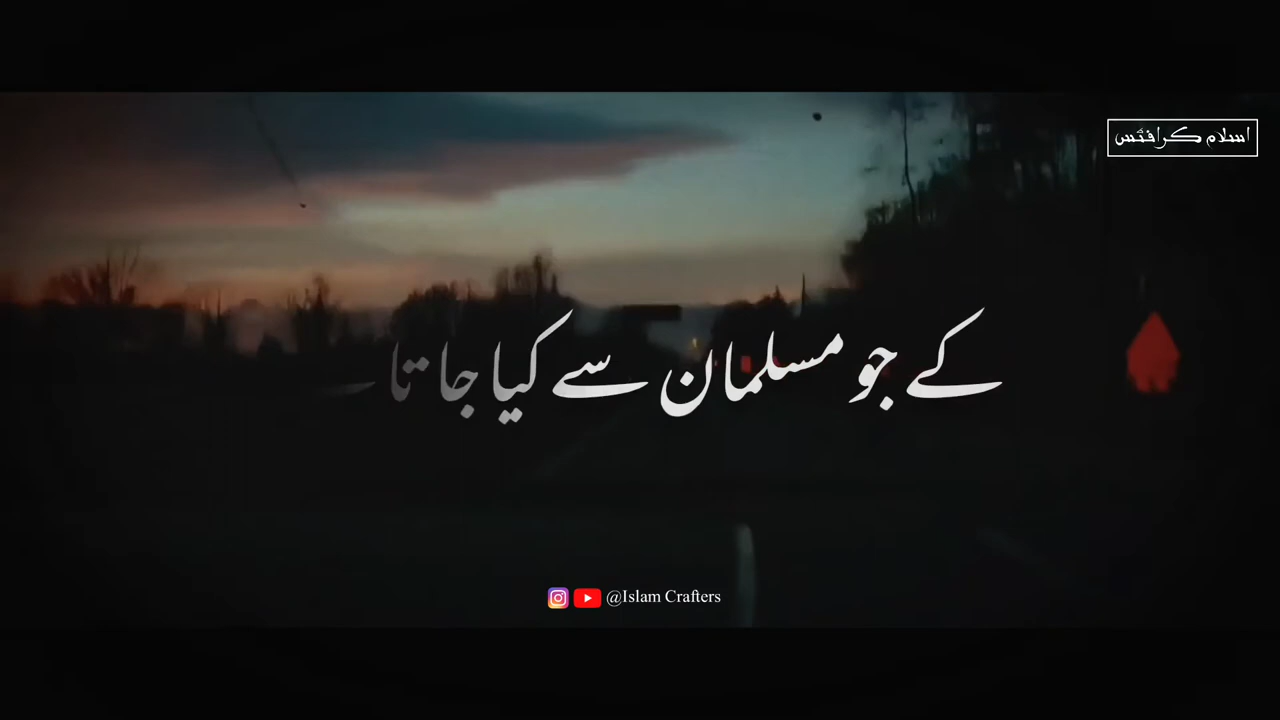 اسلام کرافٹس
کے جو مسلمان سے کیا جاتا
@Islam Crafters